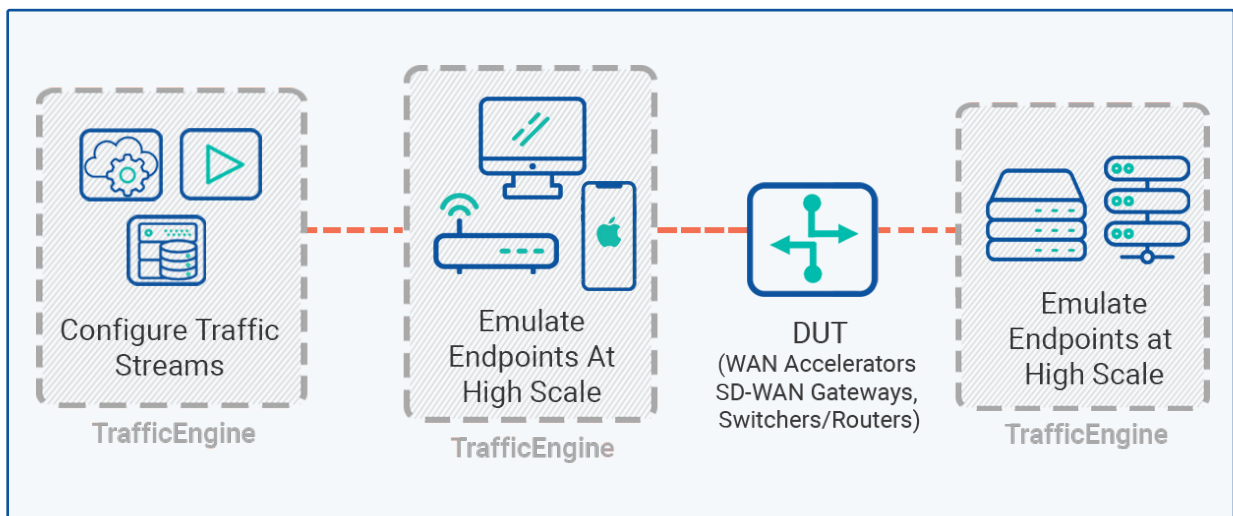 Configure Traffic
Streams
TrafficEngine
Emulate
Endpoints At
High Scale
TrafficEngine
DUT
(WAN Accelerators
SD-WAN Gateways,
Switchers/Routers)
Emulate
Endpoints at
High Scale
TrafficEngine